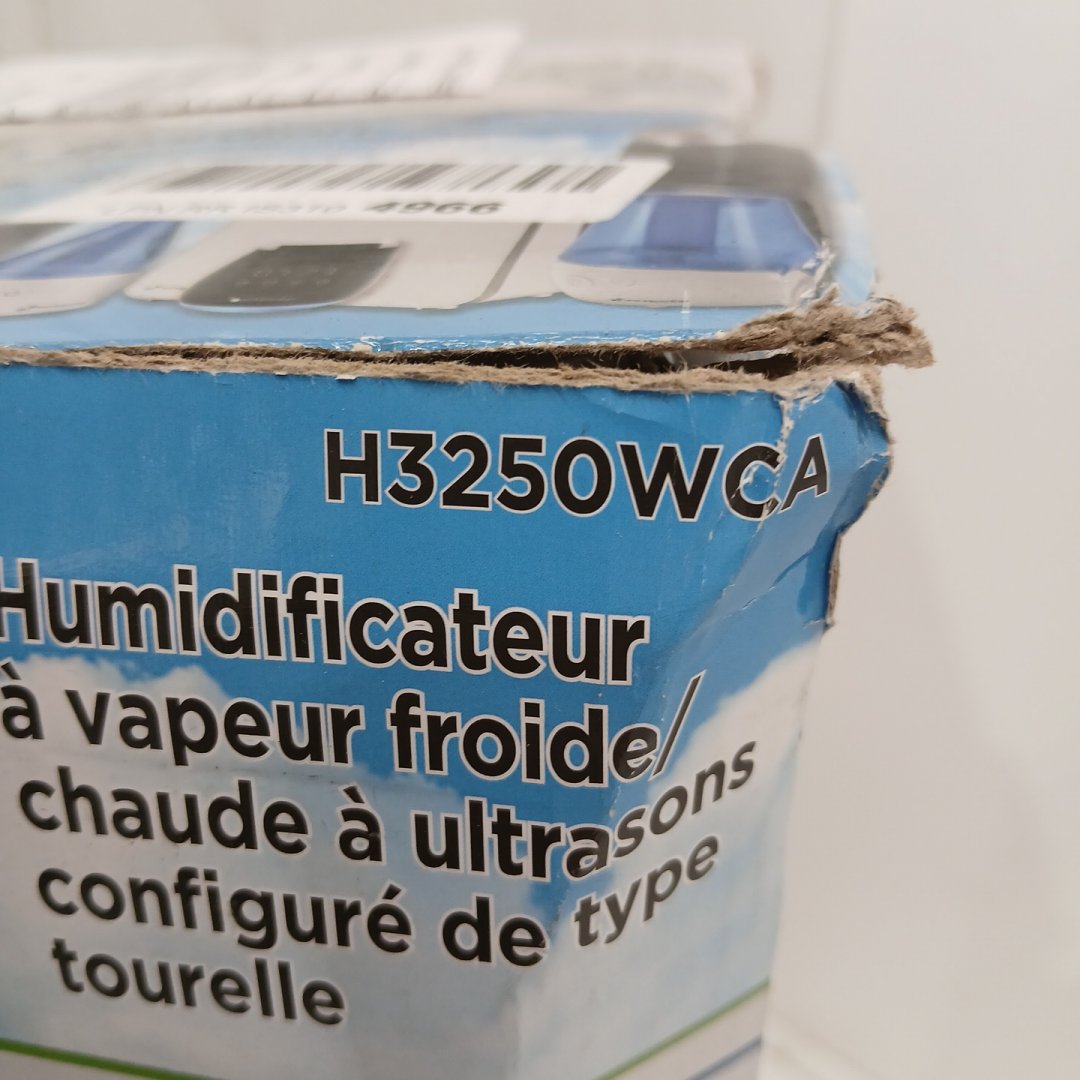 4966
H3250WCA
Humidificateur
à vapeur froide/
chaude à ultrasons
configuré de type
tourelle